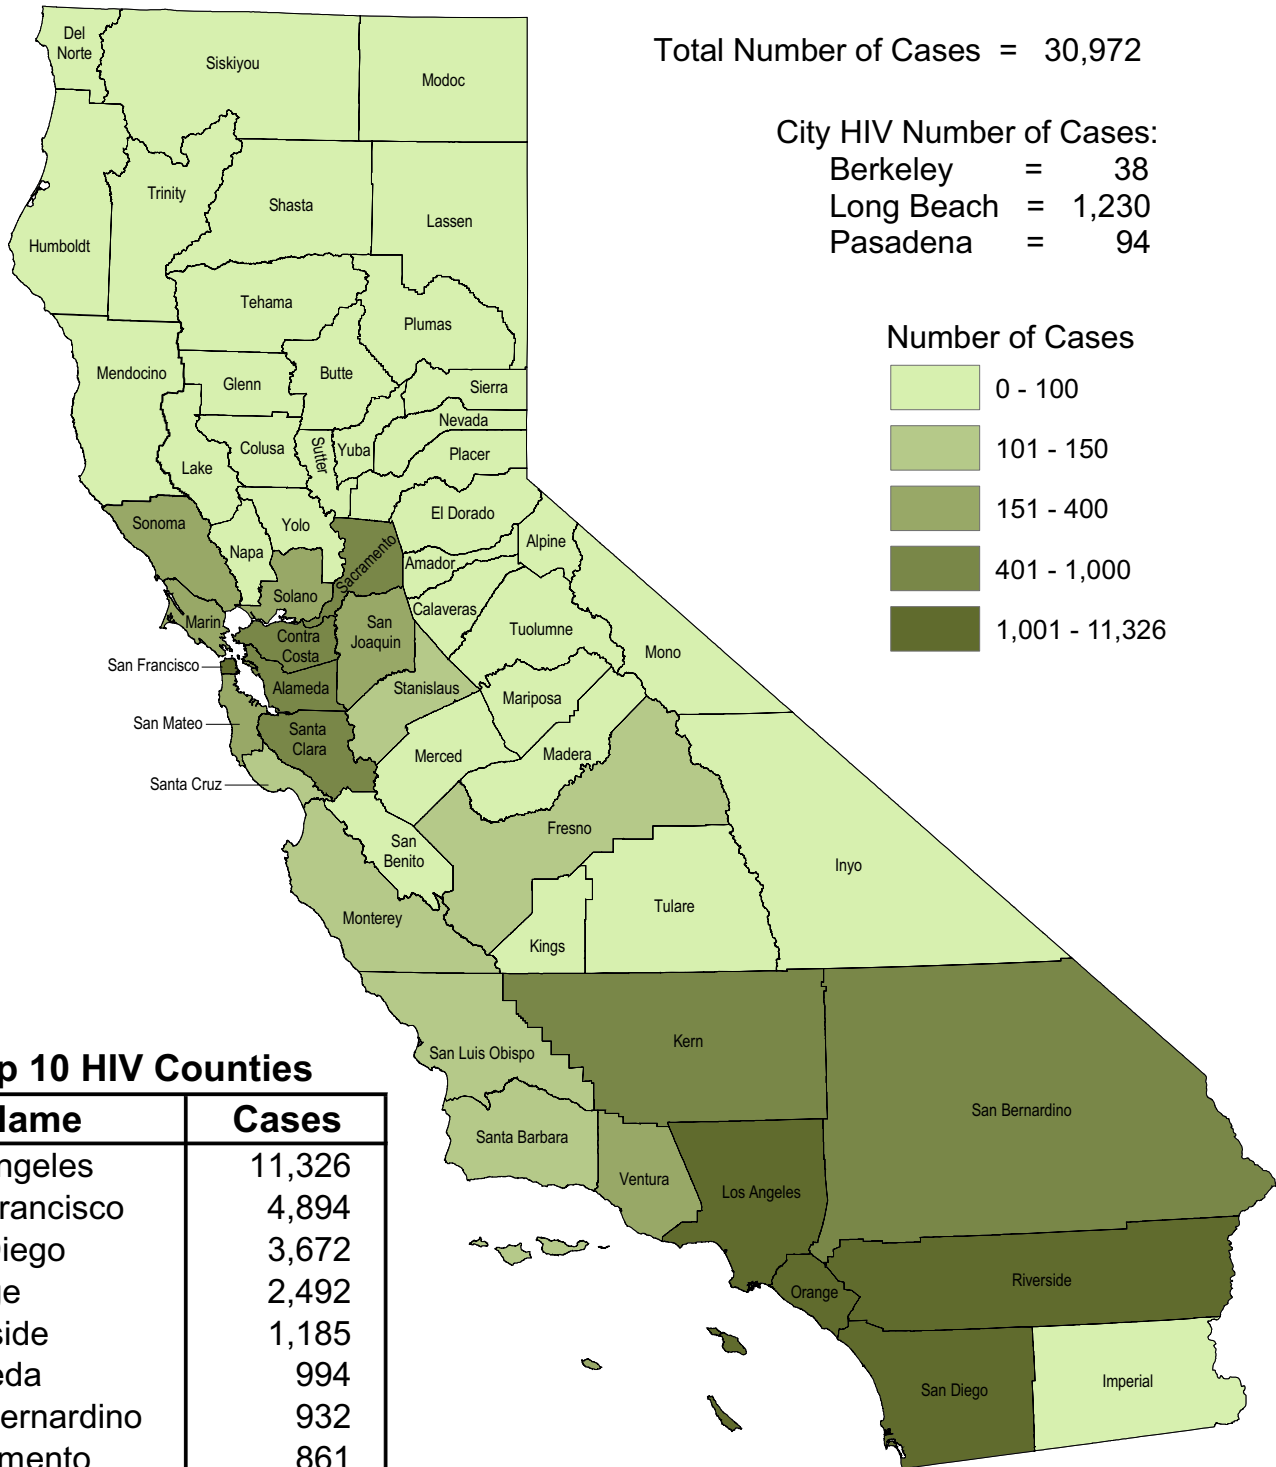 Total Number of Cases = 30,972
City HIV Number of Cases:
Berkeley = 38
Long Beach = 1,230
Pasadena = 94
Number of Cases
0 - 100
101 - 150
151 - 400
401 - 1,000
1,001 - 11,326
Del
Norte
Siskiyou
Modoc
Trinity
Shasta
Lassen
Humboldt
Tehama
Plumas
Mendocino
Glenn
Butte
Sierra
Nevada
Colusa
Sutter
Yuba
Placer
Lake
El Dorado
Sonoma
Yolo
Napa
Sacramento
Alpine
Amador
Solano
Calaveras
Marin
San
Joaquin
Tuolumne
Contra
Costa
Mono
San Francisco
Alameda
Stanislaus
Mariposa
San Mateo
Santa
Clara
Merced
Madera
Santa Cruz
Fresno
San
Benito
Inyo
Monterey
Tulare
Kings
San Luis Obispo
Kern
San Bernardino
Santa Barbara
Ventura
Los Angeles
Orange
Riverside
San Diego
Imperial
p 10 HIV Counties
lame Cases
ngeles 11,326
rancisco 4,894
Diego 3,672
ge 2,492
side 1,185
eda 994
ernardino 932
mento 861